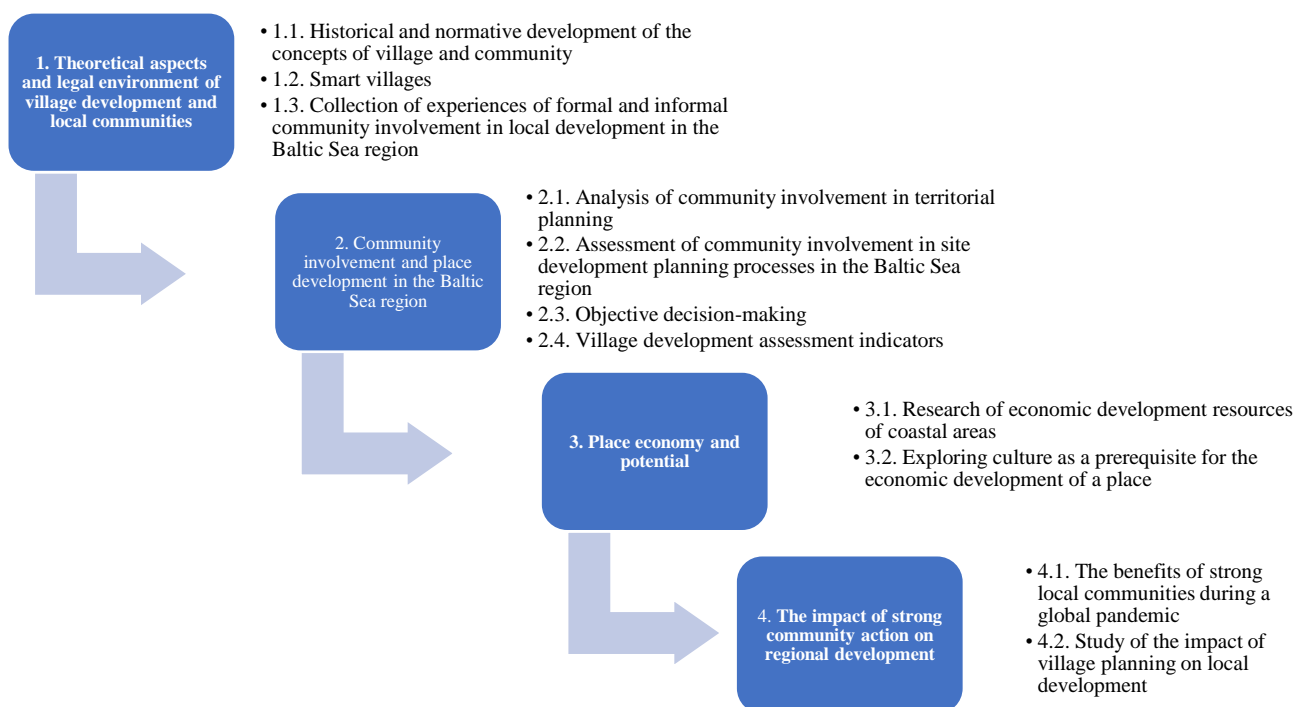 1. Theoretical aspects
and legal environment of
village development and
local communities
• 1.1. Historical and normative development of the
concepts of village and community
• 1.2. Smart villages
• 1.3. Collection of experiences of formal and informal
community involvement in local development in the
Baltic Sea region
2. Community
involvement and place
development in the Baltic
Sea region
• 2.1. Analysis of community involvement in territorial
planning
• 2.2. Assessment of community involvement in site
development planning processes in the Baltic Sea
region
• 2.3. Objective decision-making
• 2.4. Village development assessment indicators
3. Place economy and
potential
• 3.1. Research of economic development resources
of coastal areas
• 3.2. Exploring culture as a prerequisite for the
economic development of a place
4. The impact of strong
community action on
regional development
• 4.1. The benefits of strong
local communities during a
global pandemic
• 4.2. Study of the impact of
village planning on local
development